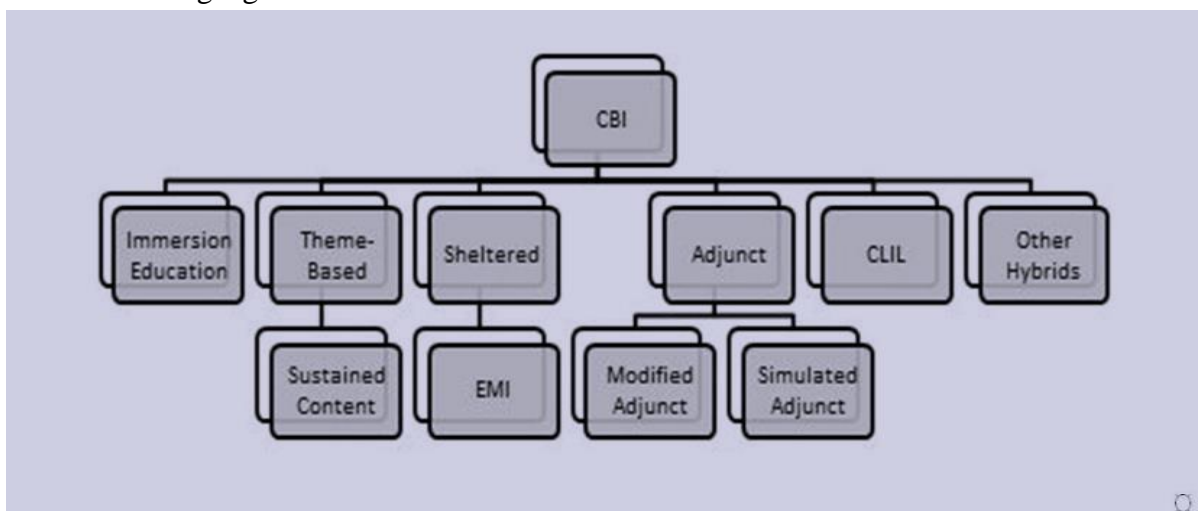 CBI
Immersion
Education
Theme-
Based
Sheltered
Adjunct
CLIL
Other
Hybrids
Sustained
Content
EMI
Modified
Adjunct
Simulated
Adjunct